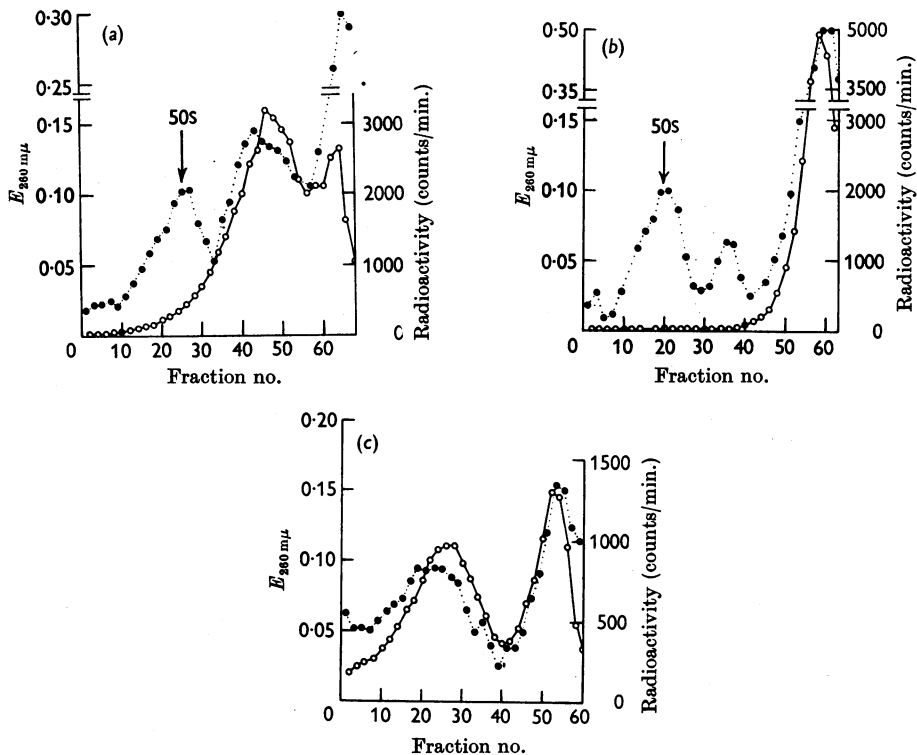 (a)
0·30
0·25
0·15
0·10
0·05
E260 mμ
50s
3000
2000
1000
0
Radioactivity (counts/min.)
0 10 20 30 40 50 60
Fraction no.
(b)
0·50
0·35
0·15
0·10
0·05
E260 mμ
50s
5000
3500
3000
2000
1000
0
Radioactivity (counts/min.)
0 10 20 30 40 50 60
Fraction no.
(c)
0·20
0·15
0·10
0·05
E260 mμ
1500
1000
500
0
Radioactivity (counts/min.)
0 10 20 30 40 50 60
Fraction no.